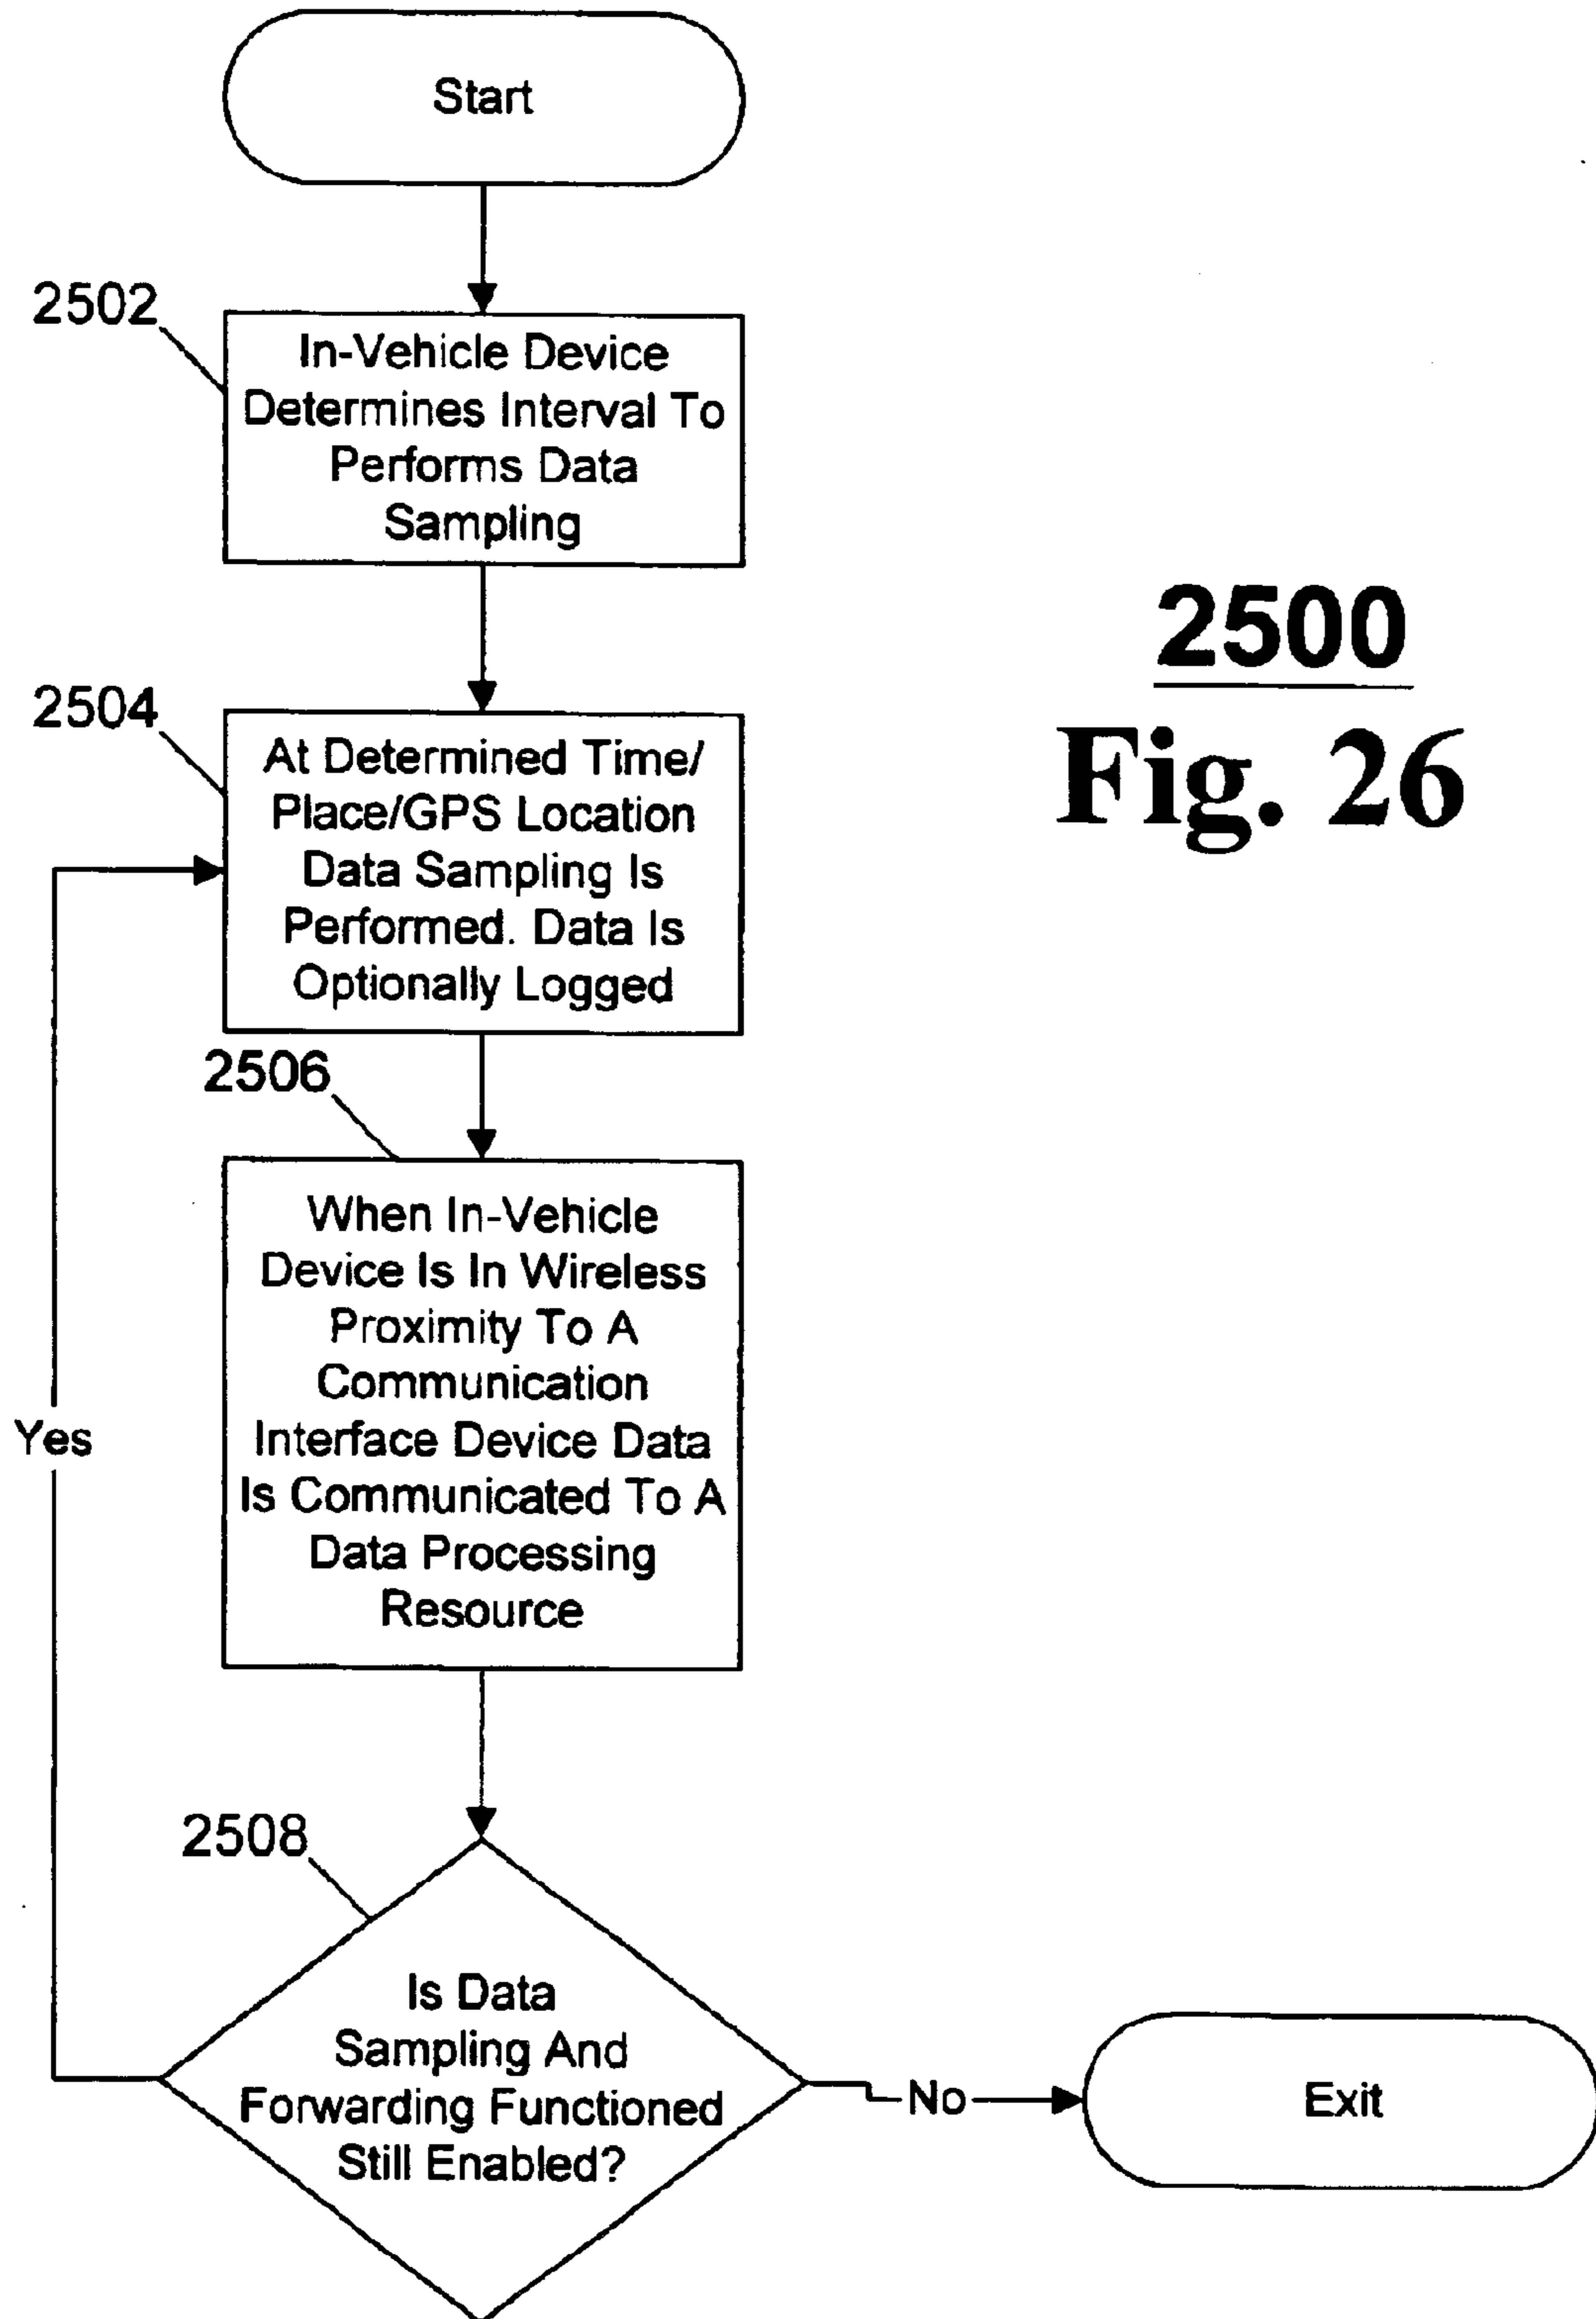 Start
2502
In-Vehicle Device
Determines Interval To
Performs Data
Sampling
2500
Fig. 26
2504
At Determined Time/
Place/GPS Location
Data Sampling Is
Performed. Data Is
Optionally Logged
2506
When In-Vehicle
Device Is In Wireless
Proximity To A
Communication
Interface Device Data
Is Communicated To A
Data Processing
Resource
Yes
2508
Is Data
Sampling And
Forwarding Functioned
Still Enabled?
No
Exit